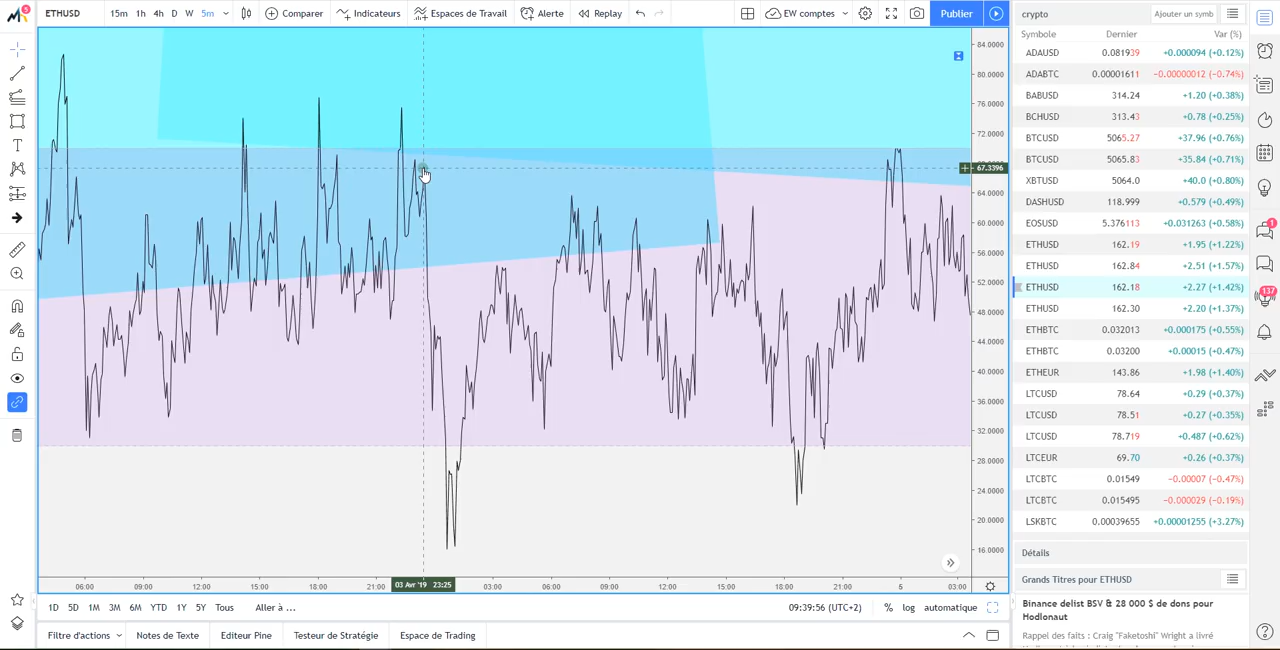 5
ETHUSD 15m 1h 4h D W 5m Comparer Indicateurs Espaces de Travail Alerte Replay EW comptes Publier
crypto Ajouter un symb
Symbole Dernier Var (%)
ADAUSD 0.081939 +0.000094 (+0.12%)
ADABTC 0.00001611 −0.00000012 (−0.74%)
BABUSD 314.24 +1.20 (+0.38%)
BCHUSD 313.43 +0.78 (+0.25%)
BTCUSD 5065.27 +37.96 (+0.76%)
BTCUSD 5065.83 +35.84 (+0.71%)
XBTUSD 5064.0 +40.0 (+0.80%)
DASHUSD 118.999 +0.579 (+0.49%)
EOSUSD 5.376113 +0.031263 (+0.58%)
ETHUSD 162.19 +1.95 (+1.22%)
ETHUSD 162.84 +2.51 (+1.57%)
ETHUSD 162.18 +2.27 (+1.42%)
ETHUSD 162.30 +2.20 (+1.37%)
ETHBTC 0.032013 +0.000175 (+0.55%)
ETHBTC 0.03200 +0.00015 (+0.47%)
ETHEUR 143.86 +1.98 (+1.40%)
LTCUSD 78.64 +0.29 (+0.37%)
LTCUSD 78.51 +0.27 (+0.35%)
LTCUSD 78.719 +0.487 (+0.62%)
LTCEUR 69.70 +0.26 (+0.37%)
LTCBTC 0.01549 −0.00007 (−0.47%)
LTCBTC 0.015495 −0.000029 (−0.19%)
LSKBTC 0.00039655 +0.00001255 (+3.27%)
Détails
Grands Titres pour ETHUSD
Binance delist BSV & 28 000 $ de dons pour
Hodlonaut
Rappel des faits : Craig "Faketoshi" Wright a livré
84.0000
80.0000
76.0000
72.0000
67.3396
64.0000
60.0000
56.0000
52.0000
48.0000
44.0000
40.0000
36.0000
32.0000
28.0000
24.0000
20.0000
16.0000
06:00 09:00 12:00 15:00 18:00 21:00 03 Avr '19 23:25 03:00 06:00 09:00 12:00 15:00 18:00 21:00 5 03:00
1D 5D 1M 3M 6M YTD 1Y 5Y Tous Aller à ... 09:39:56 (UTC+2) % log automatique
Filtre d'actions Notes de Texte Editeur Pine Testeur de Stratégie Espace de Trading
1
137